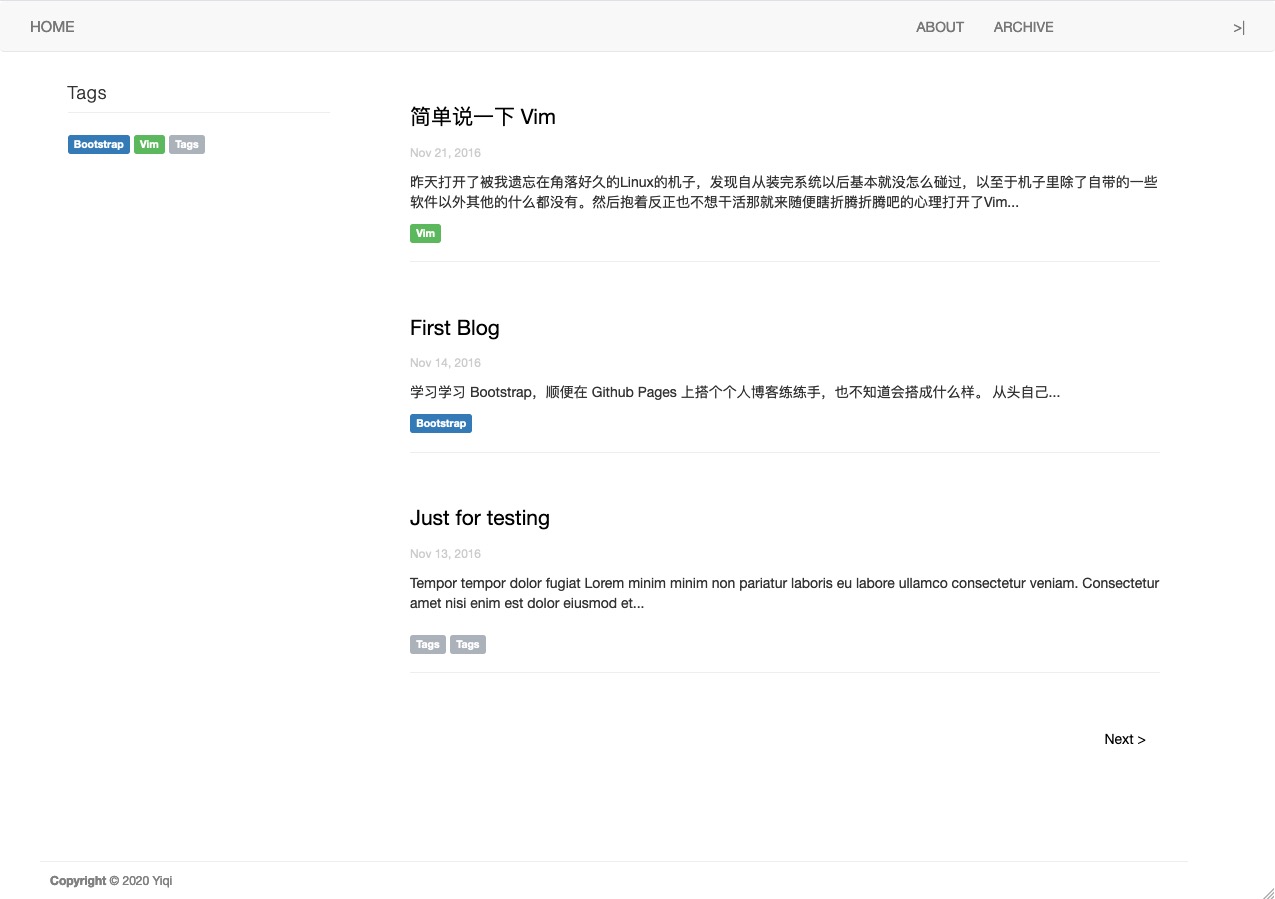 HOME ABOUT ARCHIVE >|
Tags
Bootstrap Vim Tags
简单说一下 Vim
Nov 21, 2016
昨天打开了被我遗忘在角落好久的Linux的机子，发现自从装完系统以后基本就没怎么碰过，以至于机子里除了自带的一些
软件以外其他的什么都没有。然后抱着反正也不想干活那就来随便瞎折腾折腾吧的心理打开了Vim...
Vim
First Blog
Nov 14, 2016
学习学习 Bootstrap，顺便在 Github Pages 上搭个个人博客练练手，也不知道会搭成什么样。 从头自己...
Bootstrap
Just for testing
Nov 13, 2016
Tempor tempor dolor fugiat Lorem minim minim non pariatur laboris eu labore ullamco consectetur veniam. Consectetur
amet nisi enim est dolor eiusmod et...
Tags Tags
Next >
Copyright © 2020 Yiqi